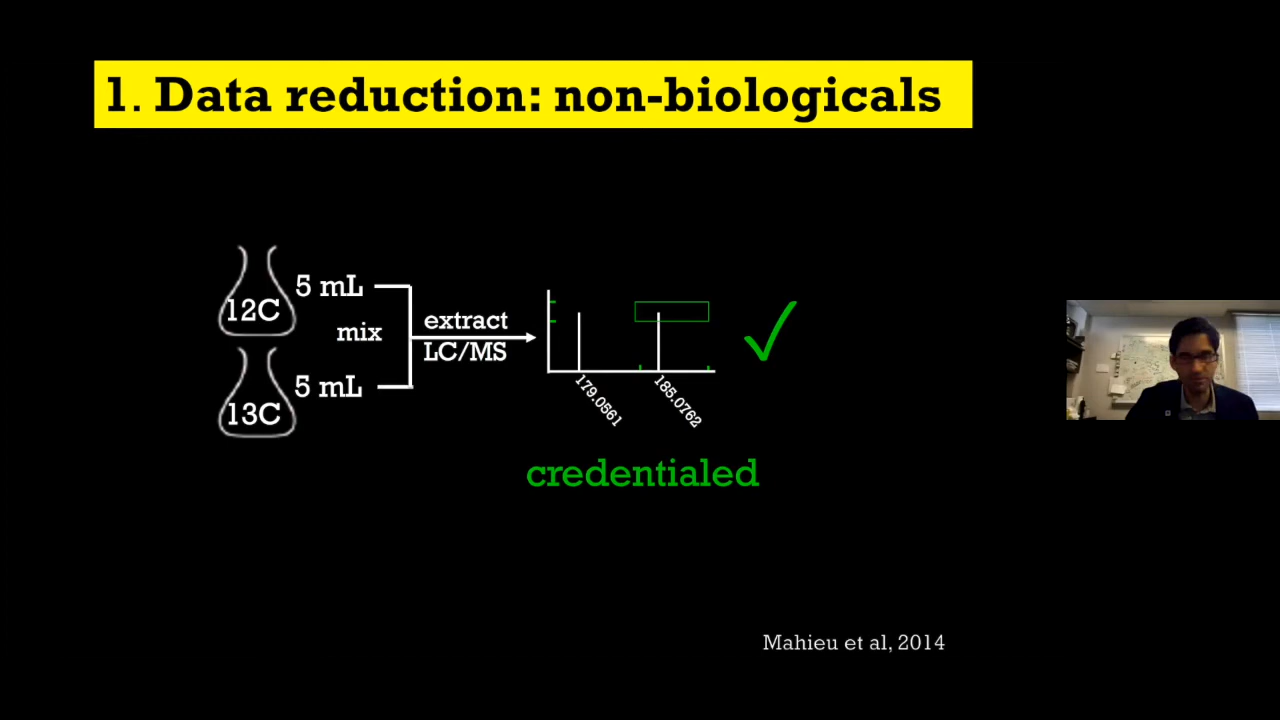 1. Data reduction: non-biologicals
12C
5 mL
mix
13C
5 mL
extract
LC/MS
179.0561
185.0762
credentialed
Mahieu et al, 2014